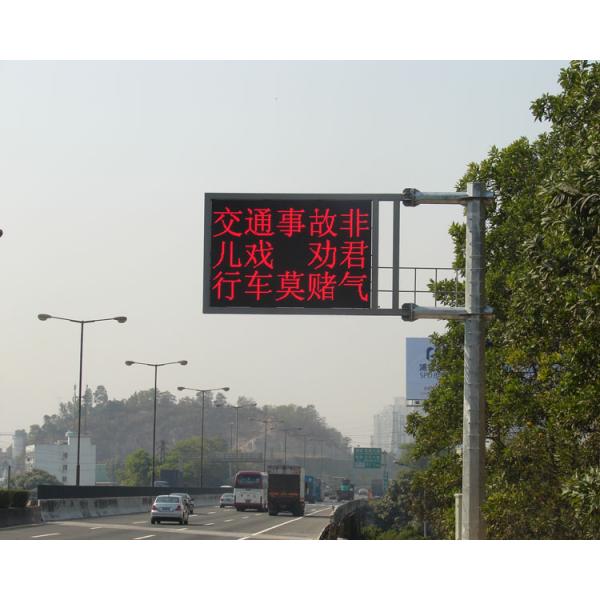 交通事故非
儿戏　劝君
行车莫赌气